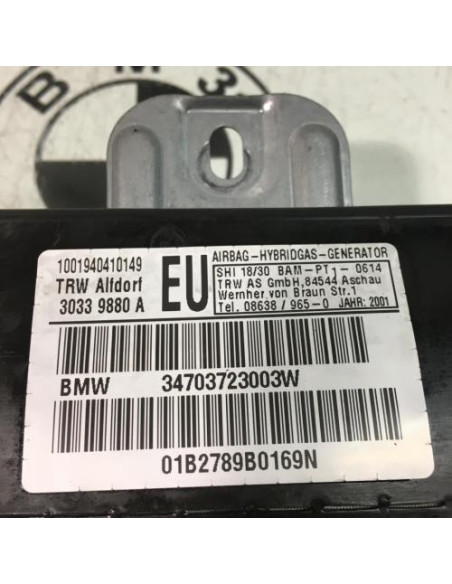 B M
1001940410149
TRW Alfdorf
3033 9880 A
EU
AIRBAG-HYBRIDGAS-GENERATOR
SHI 18/30 BAM-PT1-0614
TRW AS GmbH,84544 Aschau
Wernher von Braun Str.1
Tel. 08638/965-0 JAHR: 2001
BMW 34703723003W
01B2789B0169N